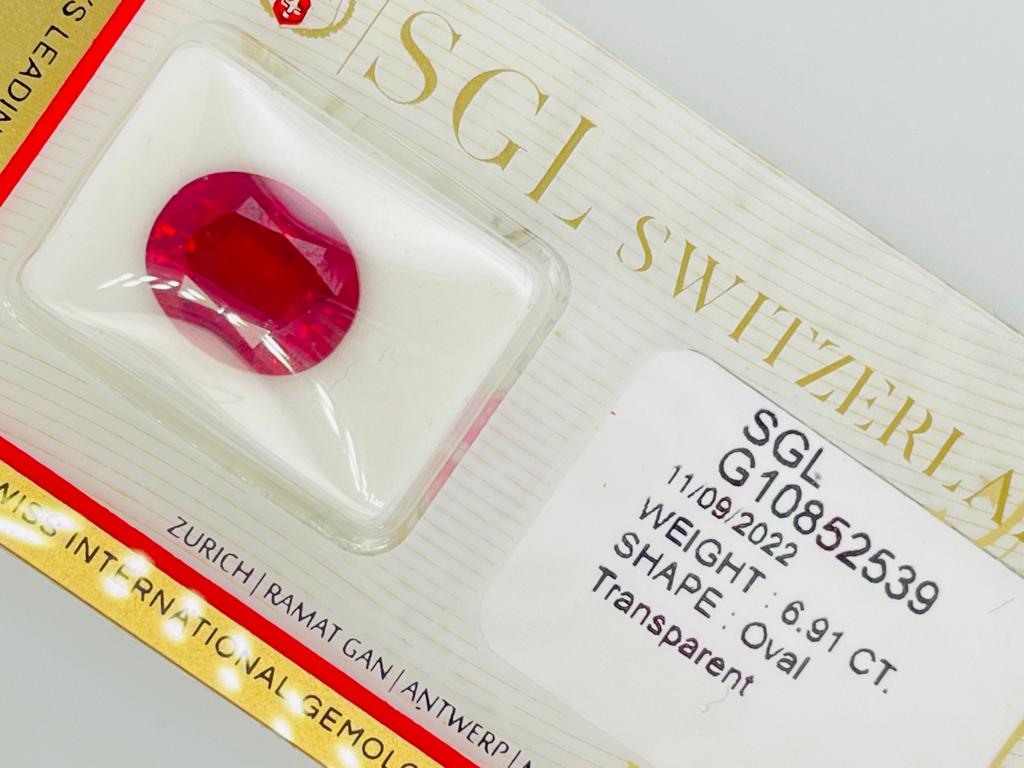 'S LEADIN
SGL SWITZERLA
SGL
G10852539
11/09/2022
WEIGHT : 6.91 CT.
SHAPE : Oval
Transparent
ZURICH | RAMAT GAN | ANTWERP |
WISS INTERNATIONAL GEMOLO